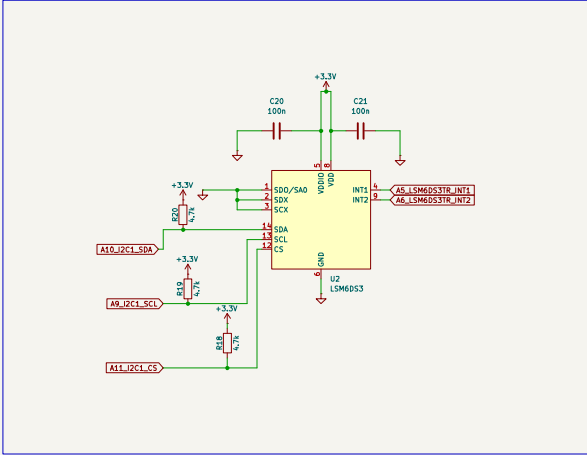 +3.3V
C20
100n
C21
100n
5
8
VDDIO
VDD
1
SDO/SA0
2
SDX
3
SCX
INT1
4
A5_LSM6DS3TR_INT1
INT2
9
A6_LSM6DS3TR_INT2
+3.3V
R20
4.7k
14
SDA
13
SCL
12
CS
A10_I2C1_SDA
+3.3V
GND
6
U2
LSM6DS3
R19
4.7k
A9_I2C1_SCL
+3.3V
R18
4.7k
A11_I2C1_CS